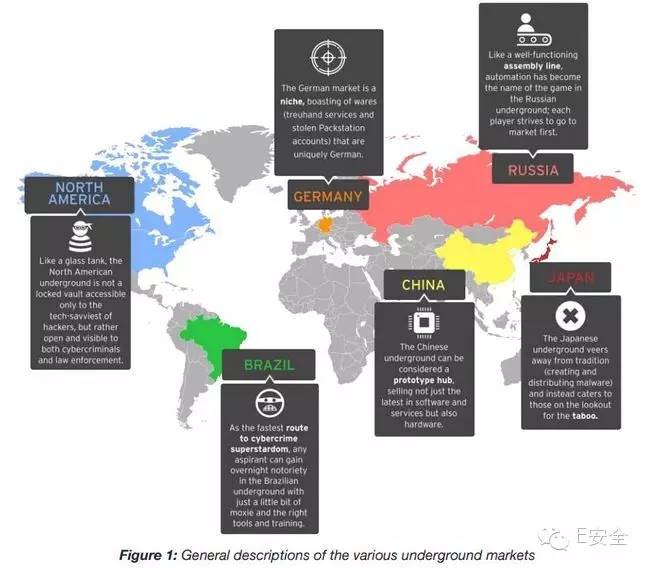 Like a well-functioning
assembly line,
automation has become
the name of the game in
the Russian
underground; each
player strives to go to
market first.
RUSSIA
The German market is a
niche, boasting of wares
(treuhand services and
stolen Packstation
accounts) that are
uniquely German.
GERMANY
NORTH
AMERICA
Like a glass tank, the
North American
underground is not a
locked vault accessible
only to the
tech-savviest of
hackers, but rather
open and visible to
both cybercriminals
and law enforcement.
CHINA
The Chinese
underground can be
considered a
prototype hub,
selling not just the
latest in software and
services but also
hardware.
JAPAN
The Japanese
underground veers
away from tradition
(creating and
distributing malware)
and instead caters to
those on the lookout
for the taboo.
BRAZIL
As the fastest route
to cybercrime
superstardom, any
aspirant can gain
overnight notoriety
in the Brazilian
underground with
just a little bit of
moxie and the right
tools and training.
E安全
Figure 1: General descriptions of the various underground markets